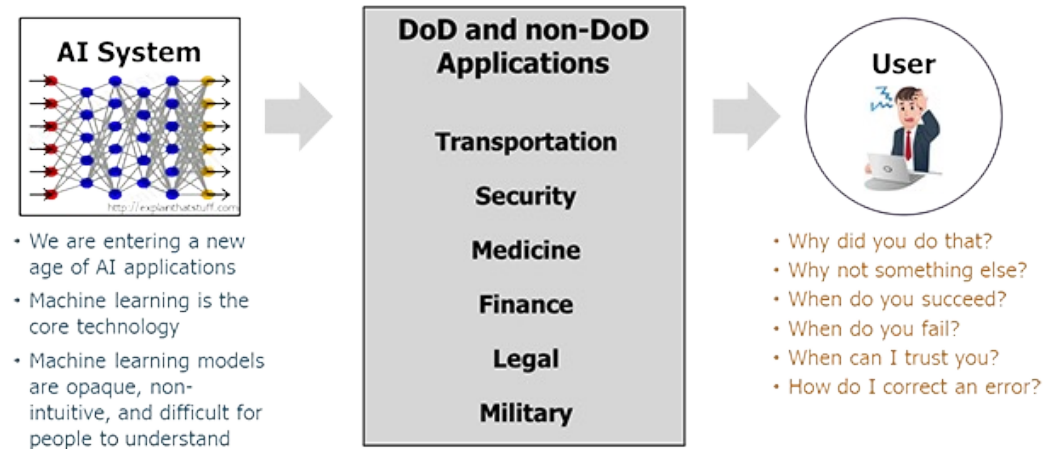 AI System
http://explainthatstuff.com
• We are entering a new
age of AI applications
• Machine learning is the
core technology
• Machine learning models
are opaque, non-
intuitive, and difficult for
people to understand
DoD and non-DoD
Applications
Transportation
Security
Medicine
Finance
Legal
Military
User
• Why did you do that?
• Why not something else?
• When do you succeed?
• When do you fail?
• When can I trust you?
• How do I correct an error?